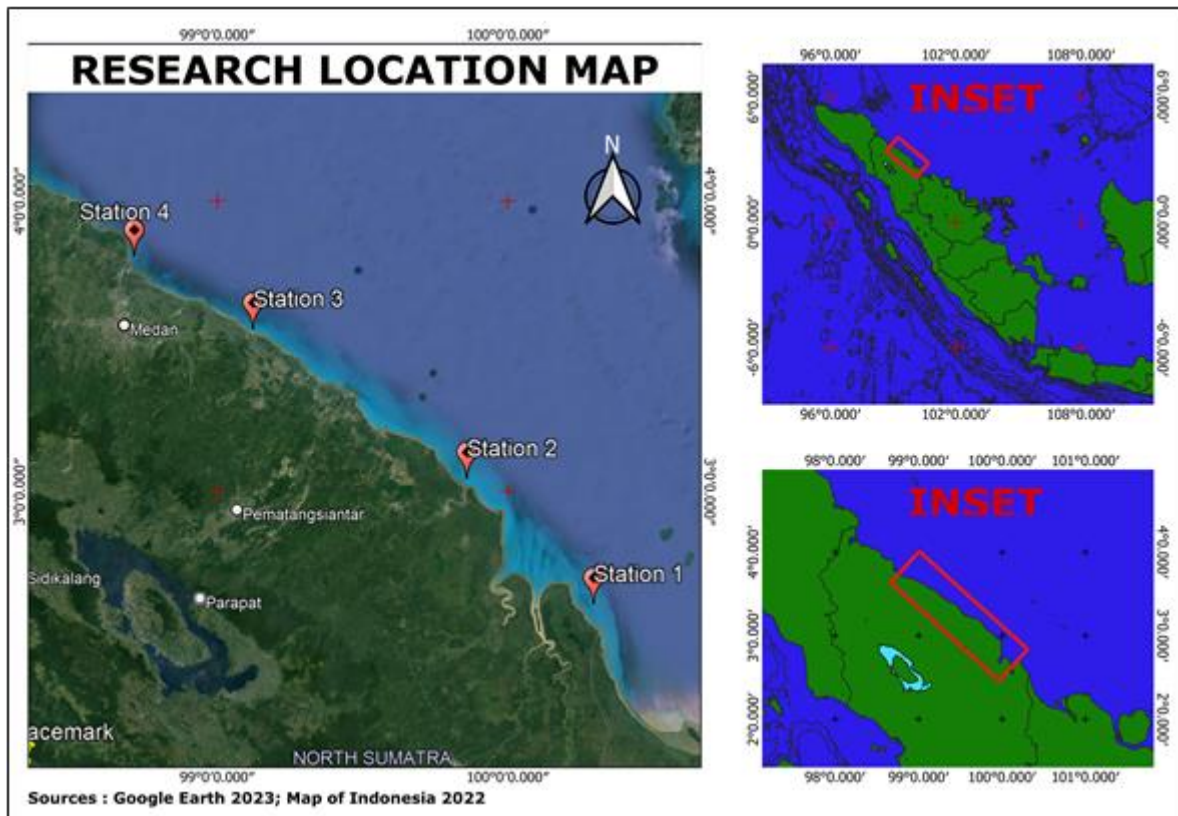 99°0'0.000" 100°0'0.000"
RESEARCH LOCATION MAP
4°0'0.000"
4°0'0.000"
N
Station 4
Station 3
Medan
Station 2
3°0'0.000"
3°0'0.000"
Pematangsiantar
Station 1
Sidikalang
Parapat
acemark
NORTH SUMATRA
99°0'0.000" 100°0'0.000"
Sources : Google Earth 2023; Map of Indonesia 2022
96°0.000' 102°0.000' 108°0.000'
INSET
6°0.000'
6°0.000'
0°0.000'
0°0.000'
-6°0.000'
-6°0.000'
96°0.000' 102°0.000' 108°0.000'
98°0.000' 99°0.000' 100°0.000' 101°0.000'
INSET
4°0.000'
4°0.000'
3°0.000'
3°0.000'
2°0.000'
2°0.000'
98°0.000' 99°0.000' 100°0.000' 101°0.000'